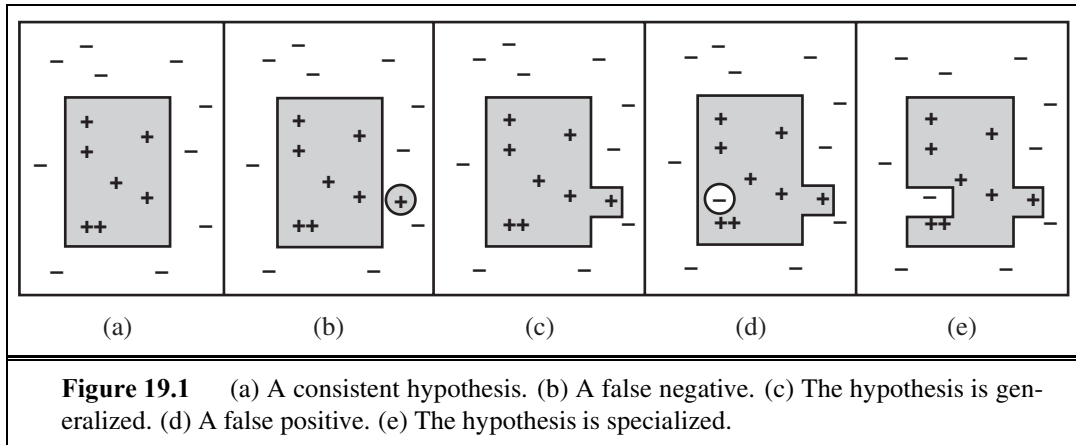 (a) (b) (c) (d) (e)
Figure 19.1 (a) A consistent hypothesis. (b) A false negative. (c) The hypothesis is gen-
eralized. (d) A false positive. (e) The hypothesis is specialized.